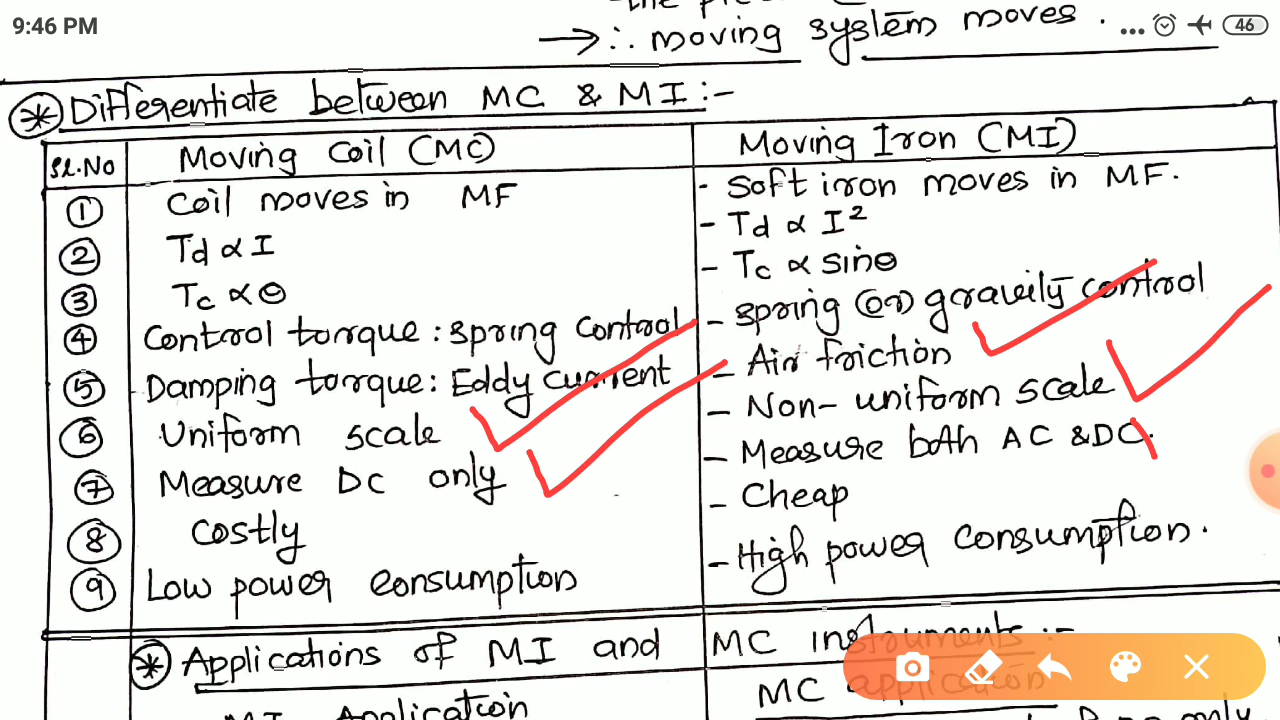 9:46 PM
46
→ ∴ moving system moves.
* Differentiate between MC & MI :-
Sl.No Moving Coil (MC) Moving Iron (MI)
① Coil moves in MF - Soft iron moves in MF.
② Td ∝ I - Td ∝ I²
③ Tc ∝ θ - Tc ∝ sinθ
④ Control torque : spring control - spring (or) gravity control
⑤ Damping torque : Eddy current - Air friction
⑥ Uniform scale - Non-uniform scale
⑦ Measure DC only - Measure both AC & DC.
⑧ Costly - Cheap
⑨ Low power consumption - High power consumption.
* Applications of MI and MC instruments :-
MI Application MC application